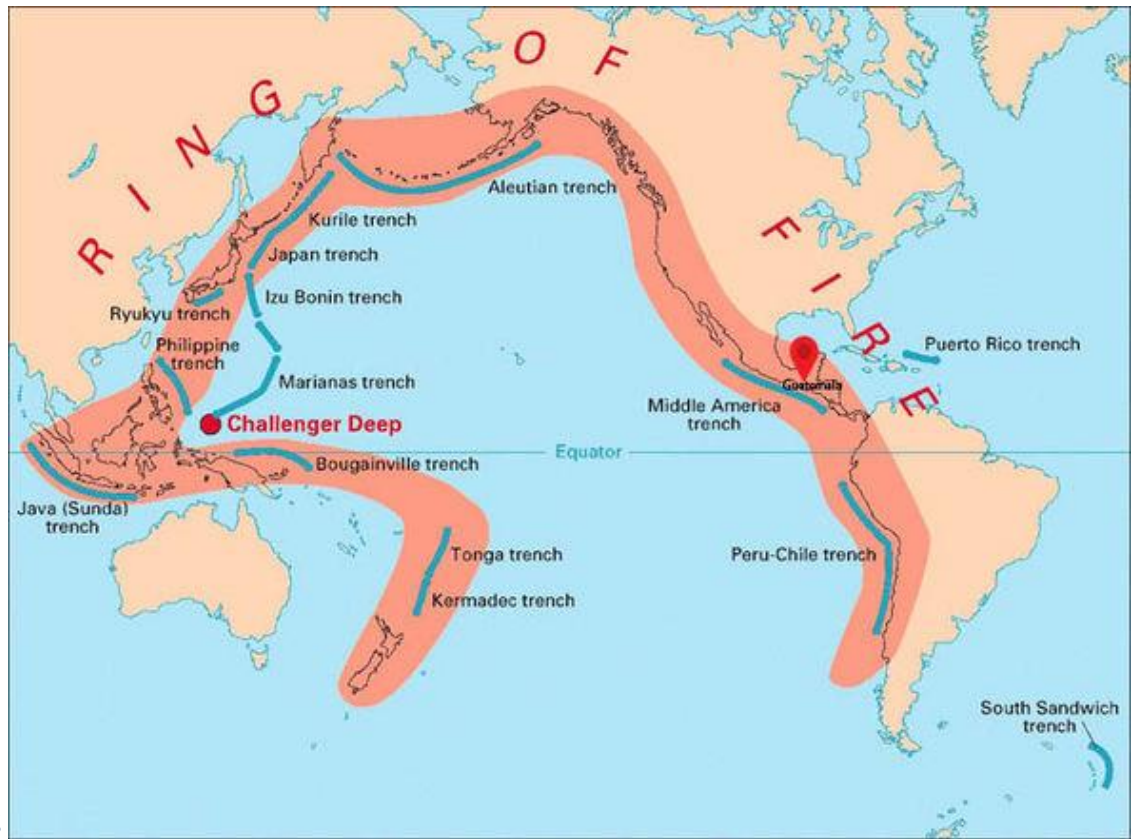 RING OF FIRE
Aleutian trench
Kurile trench
Japan trench
Izu Bonin trench
Ryukyu trench
Philippine
trench
Marianas trench
Challenger Deep
Bougainville trench
Java (Sunda)
trench
Tonga trench
Kermadec trench
Equator
Guatamala
Middle America
trench
Puerto Rico trench
Peru-Chile trench
South Sandwich
trench